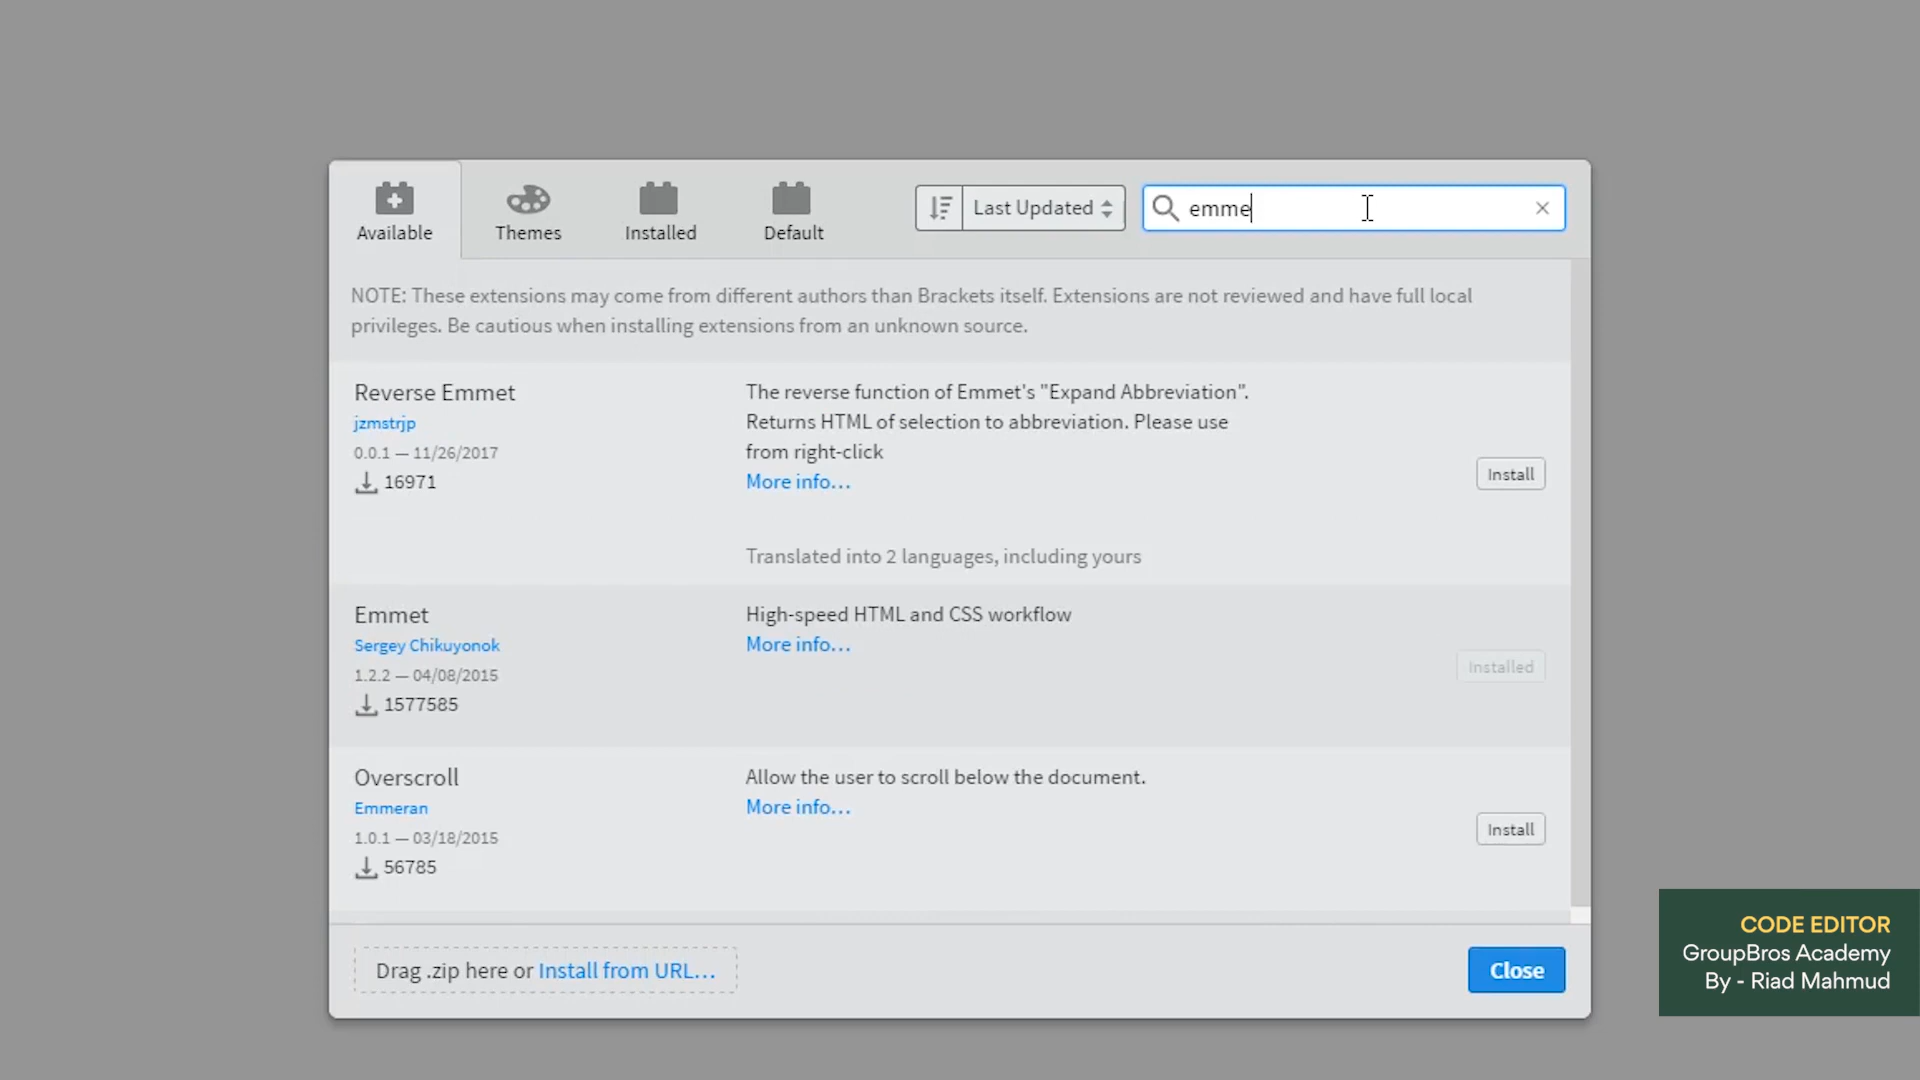 Available
Themes
Installed
Default
Last Updated
emme
NOTE: These extensions may come from different authors than Brackets itself. Extensions are not reviewed and have full local
privileges. Be cautious when installing extensions from an unknown source.
Reverse Emmet
jzmstrjp
0.0.1 — 11/26/2017
16971
The reverse function of Emmet's "Expand Abbreviation".
Returns HTML of selection to abbreviation. Please use
from right-click
More info...
Translated into 2 languages, including yours
Install
Emmet
Sergey Chikuyonok
1.2.2 — 04/08/2015
1577585
High-speed HTML and CSS workflow
More info...
Installed
Overscroll
Emmeran
1.0.1 — 03/18/2015
56785
Allow the user to scroll below the document.
More info...
Install
Drag .zip here or Install from URL...
Close
CODE EDITOR
GroupBros Academy
By - Riad Mahmud